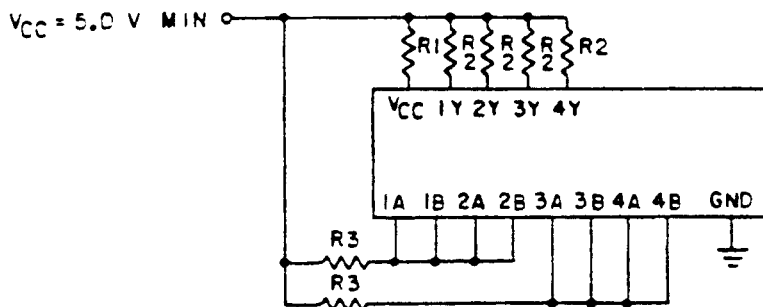 VCC = 5.0 V MIN
R1 R2 R2 R2 R2
VCC 1Y 2Y 3Y 4Y
1A 1B 2A 2B 3A 3B 4A 4B GND
R3
R3